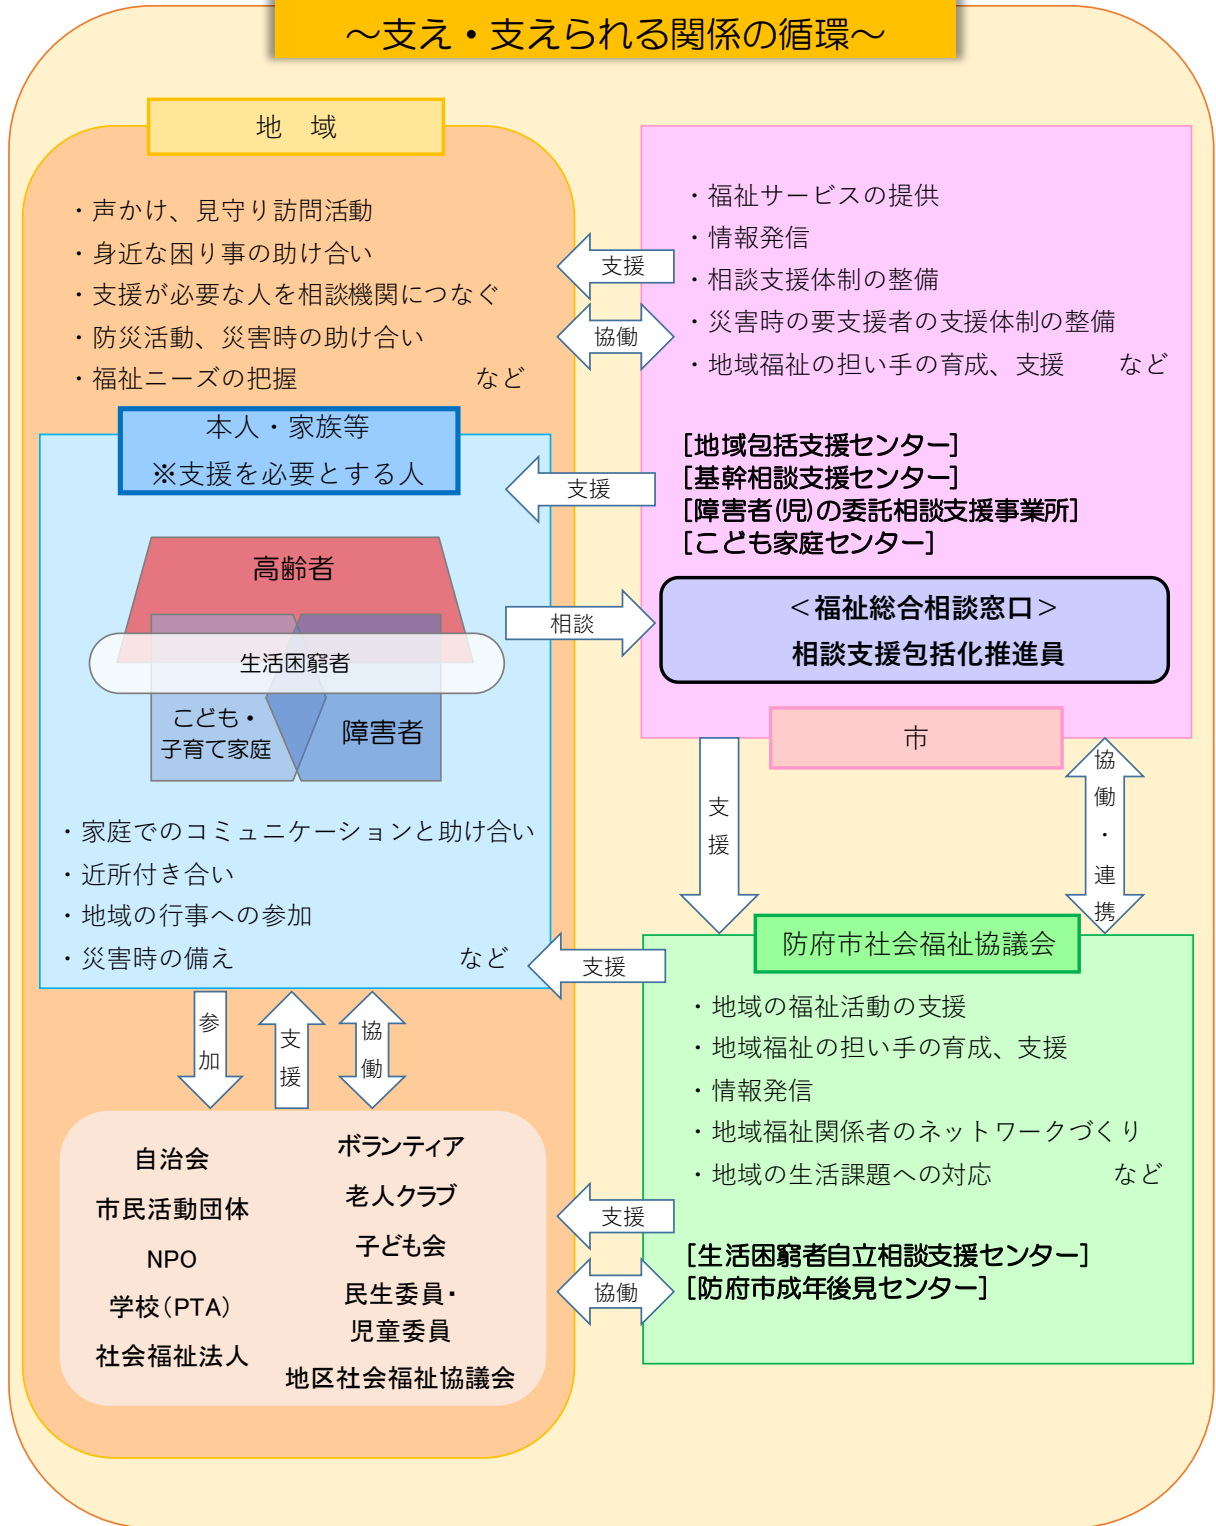 ～支え・支えられる関係の循環～
地　域
・声かけ、見守り訪問活動
・身近な困り事の助け合い
・支援が必要な人を相談機関につなぐ
・防災活動、災害時の助け合い
・福祉ニーズの把握　など
本人・家族等
※支援を必要とする人
高齢者
生活困窮者
こども・
子育て家庭
障害者
・家庭でのコミュニケーションと助け合い
・近所付き合い
・地域の行事への参加
・災害時の備え　など
参加
支援
協働
自治会
市民活動団体
NPO
学校（PTA）
社会福祉法人
ボランティア
老人クラブ
子ども会
民生委員・
児童委員
地区社会福祉協議会
支援
協働
支援
相談
・福祉サービスの提供
・情報発信
・相談支援体制の整備
・災害時の要支援者の支援体制の整備
・地域福祉の担い手の育成、支援　など
[地域包括支援センター]
[基幹相談支援センター]
[障害者(児)の委託相談支援事業所]
[こども家庭センター]
＜福祉総合相談窓口＞
相談支援包括化推進員
市
支援
協働・連携
支援
防府市社会福祉協議会
・地域の福祉活動の支援
・地域福祉の担い手の育成、支援
・情報発信
・地域福祉関係者のネットワークづくり
・地域の生活課題への対応　など
支援
協働
[生活困窮者自立相談支援センター]
[防府市成年後見センター]